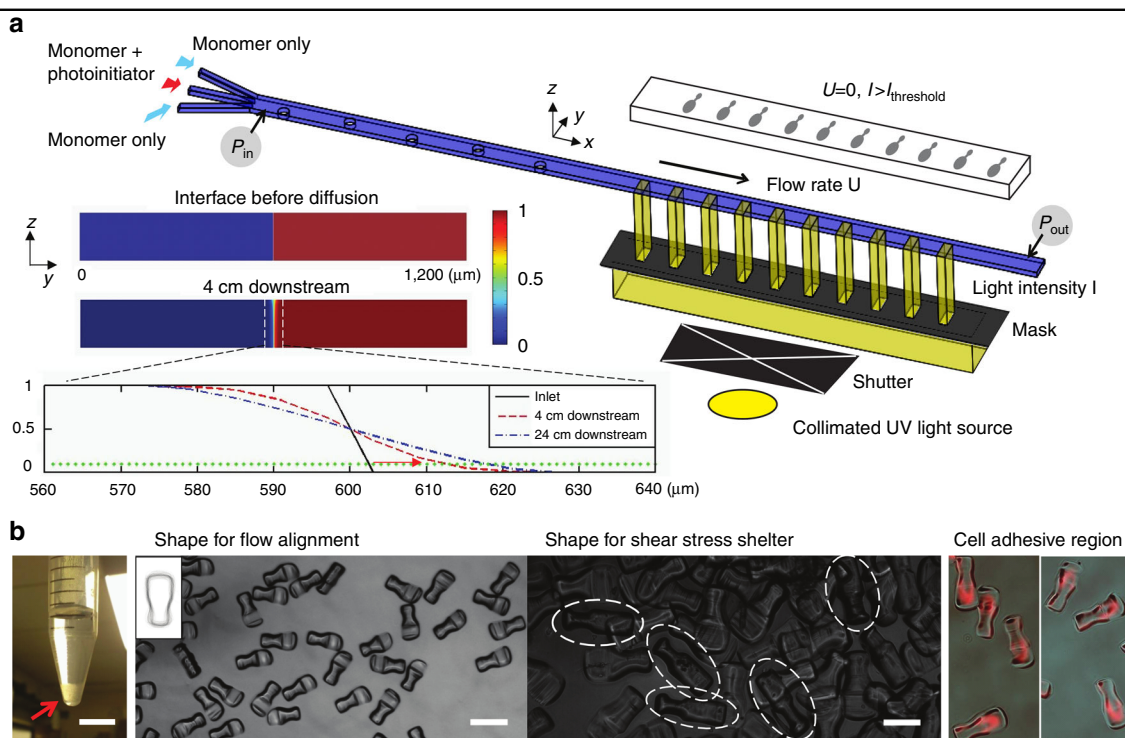 a
Monomer only
Monomer +
photoinitiator
Monomer only
P_in
z
y
x
U=0, I>I_threshold
Flow rate U
P_out
Light intensity I
Mask
Shutter
Collimated UV light source
Interface before diffusion
z
y
0
1,200 (μm)
4 cm downstream
1
0.5
0
1
0.5
0
Inlet
4 cm downstream
24 cm downstream
560 570 580 590 600 610 620 630 640 (μm)
b
Shape for flow alignment
Shape for shear stress shelter
Cell adhesive region